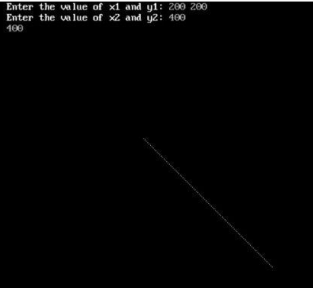 Enter the value of x1 and y1: 200 200
Enter the value of x2 and y2: 400
400